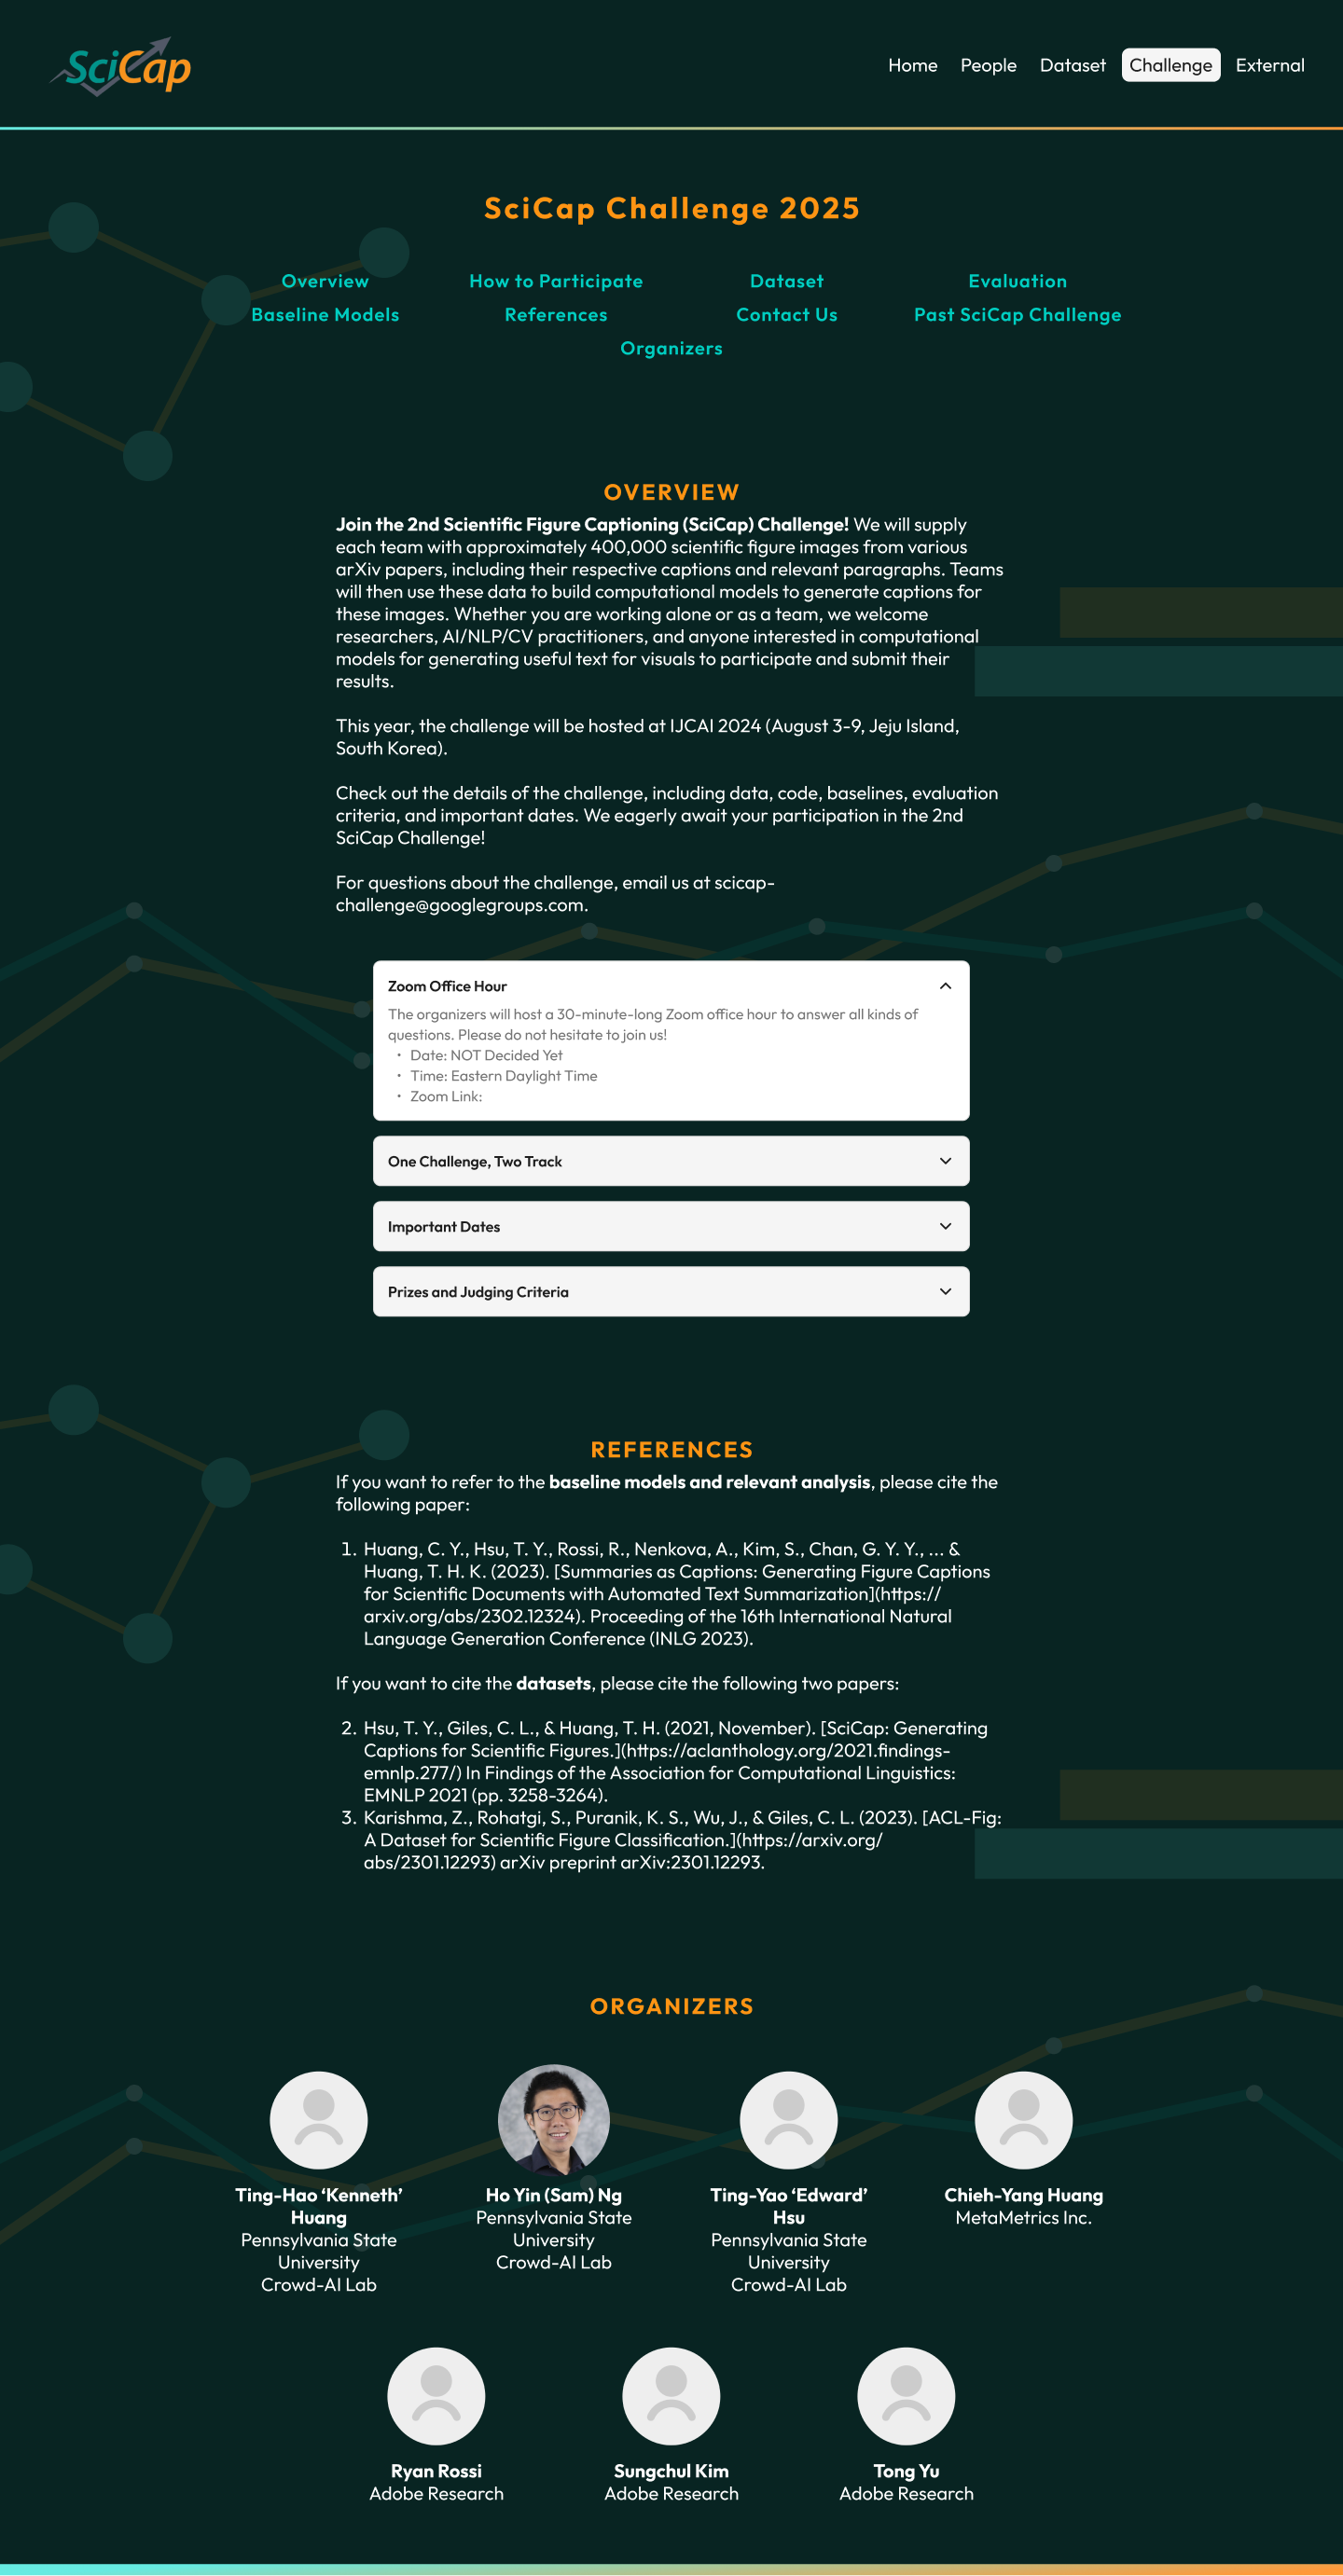 SciCap
Home People Dataset Challenge External
SciCap Challenge 2025
Overview How to Participate Dataset Evaluation
Baseline Models References Contact Us Past SciCap Challenge
Organizers
OVERVIEW
Join the 2nd Scientific Figure Captioning (SciCap) Challenge! We will supply
each team with approximately 400,000 scientific figure images from various
arXiv papers, including their respective captions and relevant paragraphs. Teams
will then use these data to build computational models to generate captions for
these images. Whether you are working alone or as a team, we welcome
researchers, AI/NLP/CV practitioners, and anyone interested in computational
models for generating useful text for visuals to participate and submit their
results.
This year, the challenge will be hosted at IJCAI 2024 (August 3-9, Jeju Island,
South Korea).
Check out the details of the challenge, including data, code, baselines, evaluation
criteria, and important dates. We eagerly await your participation in the 2nd
SciCap Challenge!
For questions about the challenge, email us at scicap-
challenge@googlegroups.com.
Zoom Office Hour
The organizers will host a 30-minute-long Zoom office hour to answer all kinds of
questions. Please do not hesitate to join us!
• Date: NOT Decided Yet
• Time: Eastern Daylight Time
• Zoom Link:
One Challenge, Two Track
Important Dates
Prizes and Judging Criteria
REFERENCES
If you want to refer to the baseline models and relevant analysis, please cite the
following paper:
1. Huang, C. Y., Hsu, T. Y., Rossi, R., Nenkova, A., Kim, S., Chan, G. Y. Y., ... &
Huang, T. H. K. (2023). [Summaries as Captions: Generating Figure Captions
for Scientific Documents with Automated Text Summarization](https://
arxiv.org/abs/2302.12324). Proceeding of the 16th International Natural
Language Generation Conference (INLG 2023).
If you want to cite the datasets, please cite the following two papers:
2. Hsu, T. Y., Giles, C. L., & Huang, T. H. (2021, November). [SciCap: Generating
Captions for Scientific Figures.](https://aclanthology.org/2021.findings-
emnlp.277/) In Findings of the Association for Computational Linguistics:
EMNLP 2021 (pp. 3258-3264).
3. Karishma, Z., Rohatgi, S., Puranik, K. S., Wu, J., & Giles, C. L. (2023). [ACL-Fig:
A Dataset for Scientific Figure Classification.](https://arxiv.org/
abs/2301.12293) arXiv preprint arXiv:2301.12293.
ORGANIZERS
Ting-Hao ‘Kenneth’
Huang
Pennsylvania State
University
Crowd-AI Lab
Ho Yin (Sam) Ng
Pennsylvania State
University
Crowd-AI Lab
Ting-Yao ‘Edward’
Hsu
Pennsylvania State
University
Crowd-AI Lab
Chieh-Yang Huang
MetaMetrics Inc.
Ryan Rossi
Adobe Research
Sungchul Kim
Adobe Research
Tong Yu
Adobe Research